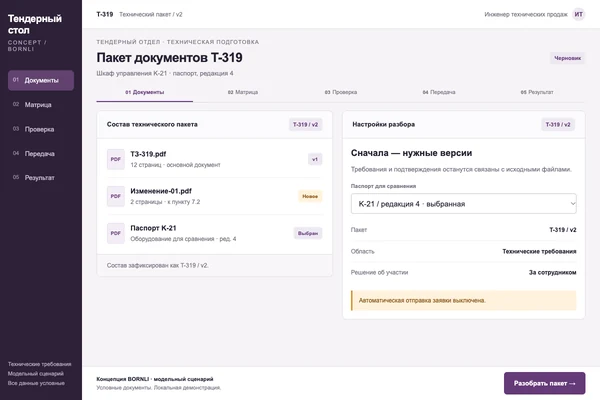 Тендерный
стол
CONCEPT /
BORNLI
01 Документы
02 Матрица
03 Проверка
04 Передача
05 Результат
Технические требования
Модельный сценарий
Все данные условные
T-319 Технический пакет / v2
Инженер технических продаж ИТ
ТЕНДЕРНЫЙ ОТДЕЛ · ТЕХНИЧЕСКАЯ ПОДГОТОВКА
Пакет документов T-319
Шкаф управления K-21 · паспорт, редакция 4
Черновик
01 Документы
02 Матрица
03 Проверка
04 Передача
05 Результат
Состав технического пакета
T-319 / v2
PDF
ТЗ-319.pdf
12 страниц · основной документ
v1
PDF
Изменение-01.pdf
2 страницы · к пункту 7.2
Новое
PDF
Паспорт K-21
Оборудование для сравнения · ред. 4
Выбран
Состав зафиксирован как T-319 / v2.
Настройки разбора
T-319 / v2
Сначала — нужные версии
Требования и подтверждения останутся связаны с исходными файлами.
Паспорт для сравнения
K-21 / редакция 4 · выбранная
Пакет T-319 / v2
Область Технические требования
Решение об участии За сотрудником
Автоматическая отправка заявки выключена.
Концепция BORNLI · модельный сценарий
Условные документы. Локальная демонстрация.
Разобрать пакет →